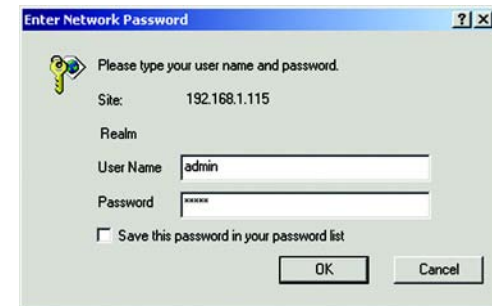 Enter Network Password
Please type your user name and password.
Site: 192.168.1.115
Realm
User Name admin
Password xxxxx
Save this password in your password list
OK Cancel